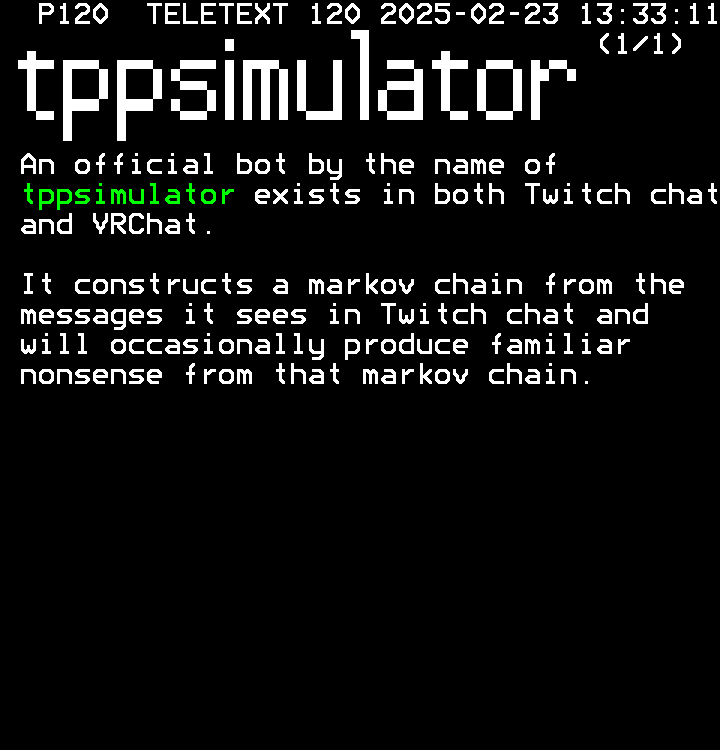 P120  TELETEXT 120 2025-02-23 13:33:11
(1/1)
tppsimulator
An official bot by the name of
tppsimulator exists in both Twitch chat
and VRChat.
It constructs a markov chain from the
messages it sees in Twitch chat and
will occasionally produce familiar
nonsense from that markov chain.